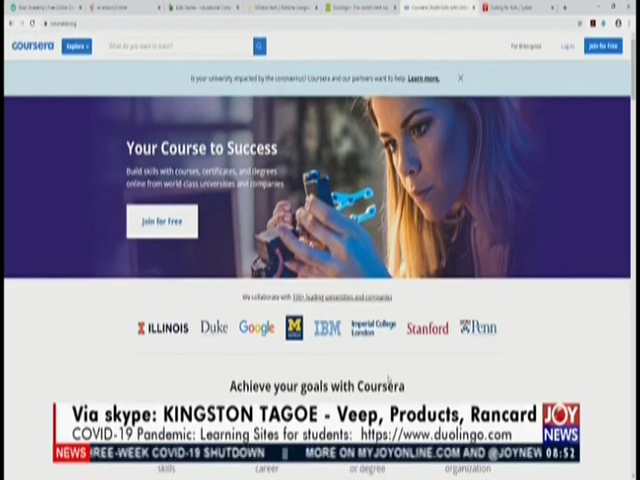 coursera.org
coursera
Explore
What do you want to learn?
For Enterprise
Log In
Join for Free
Is your university impacted by the coronavirus? Coursera and our partners want to help. Learn more.
Your Course to Success
Build skills with courses, certificates, and degrees
online from world-class universities and companies
Join for Free
We collaborate with 190+ leading universities and companies
ILLINOIS
Duke
Google
M
IBM
Imperial College
London
Stanford
Penn
Achieve your goals with Coursera
Via skype: KINGSTON TAGOE - Veep, Products, Rancard
COVID-19 Pandemic: Learning Sites for students: https://www.duolingo.com
JOY
NEWS
NEWS
REE-WEEK COVID-19 SHUTDOWN || MORE ON MYJOYONLINE.COM AND @JOYNEW
08:52
skills
career
or degree
organization